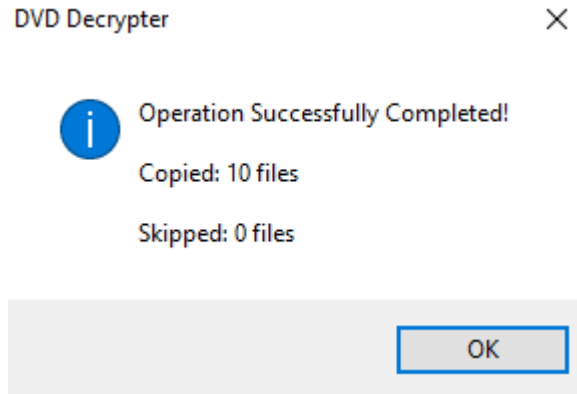 DVD Decrypter
Operation Successfully Completed!
Copied: 10 files
Skipped: 0 files
OK